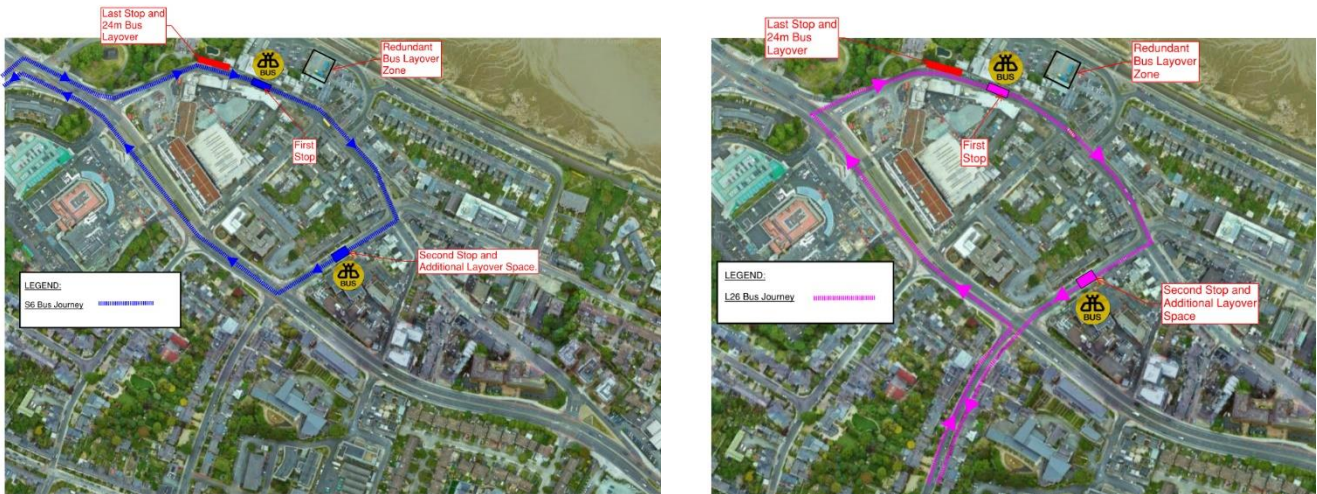 Last Stop and
24m Bus
Layover
BUS
Redundant
Bus Layover
Zone
First
Stop
Second Stop and
Additional Layover Space.
BUS
LEGEND:
S6 Bus Journey
Last Stop and
24m Bus
Layover
BUS
Redundant
Bus Layover
Zone
First
Stop
Second Stop and
Additional Layover
Space
BUS
LEGEND:
L26 Bus Journey